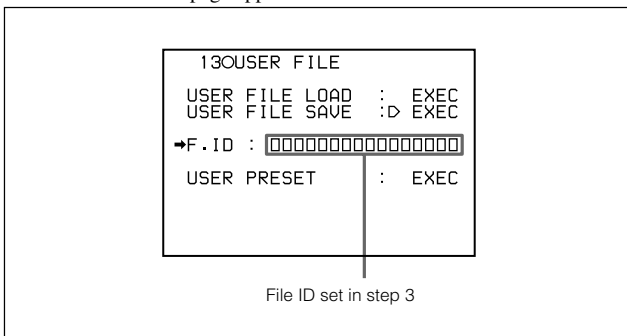 13OUSER FILE
USER FILE LOAD : EXEC
USER FILE SAVE : EXEC
➔F.ID : ▯▯▯▯▯▯▯▯▯▯▯▯▯▯▯▯
USER PRESET : EXEC
File ID set in step 3